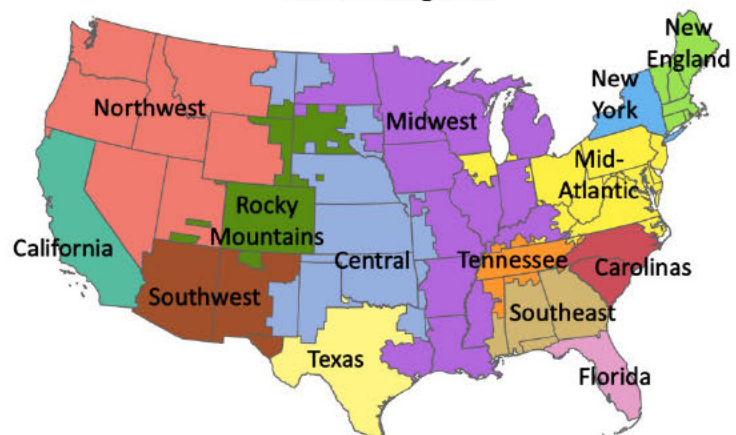 New
England
New
York
Northwest
Midwest
Mid-
Atlantic
Rocky
Mountains
California
Central
Tennessee
Carolinas
Southwest
Southeast
Texas
Florida